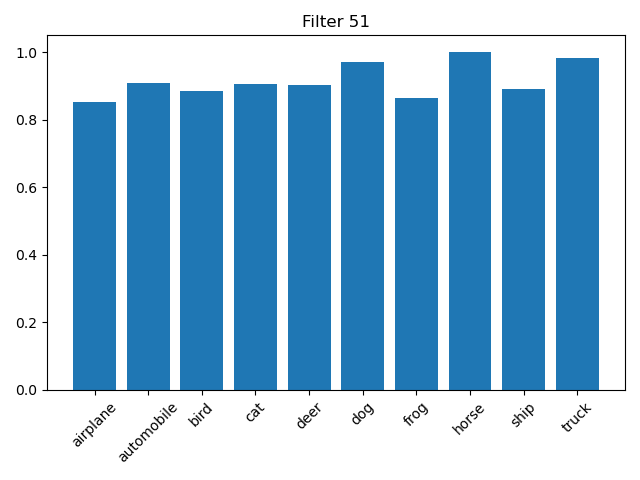 Filter 51
1.0
0.8
0.6
0.4
0.2
0.0
airplane
automobile
bird
cat
deer
dog
frog
horse
ship
truck